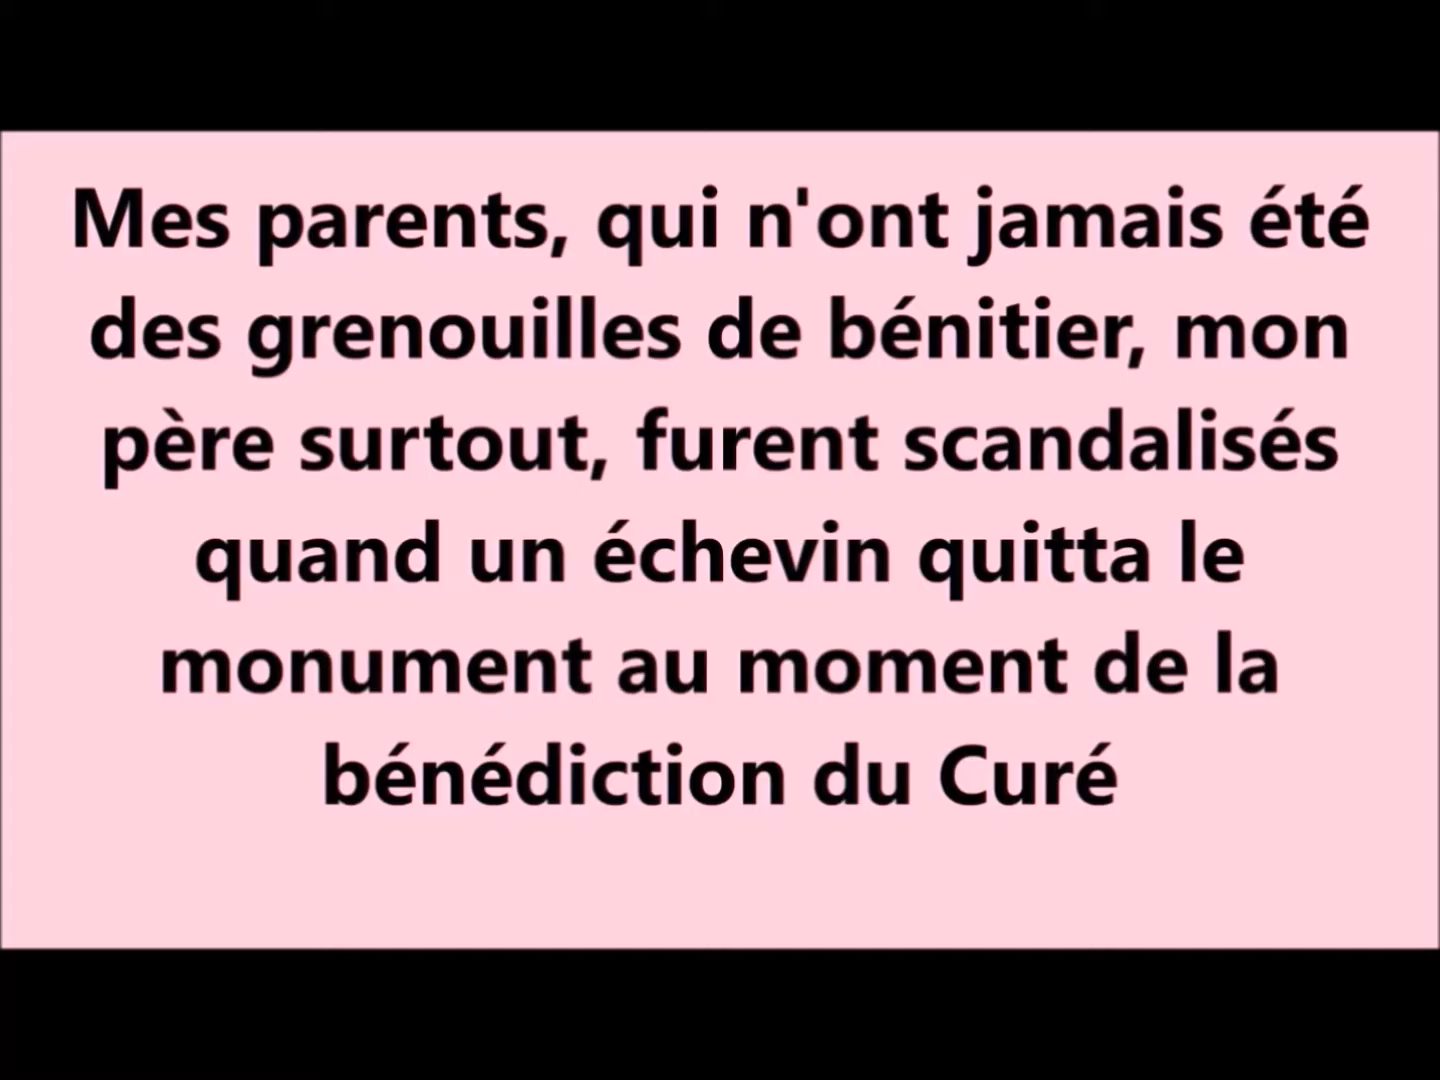 Mes parents, qui n'ont jamais été
des grenouilles de bénitier, mon
père surtout, furent scandalisés
quand un échevin quitta le
monument au moment de la
bénédiction du Curé